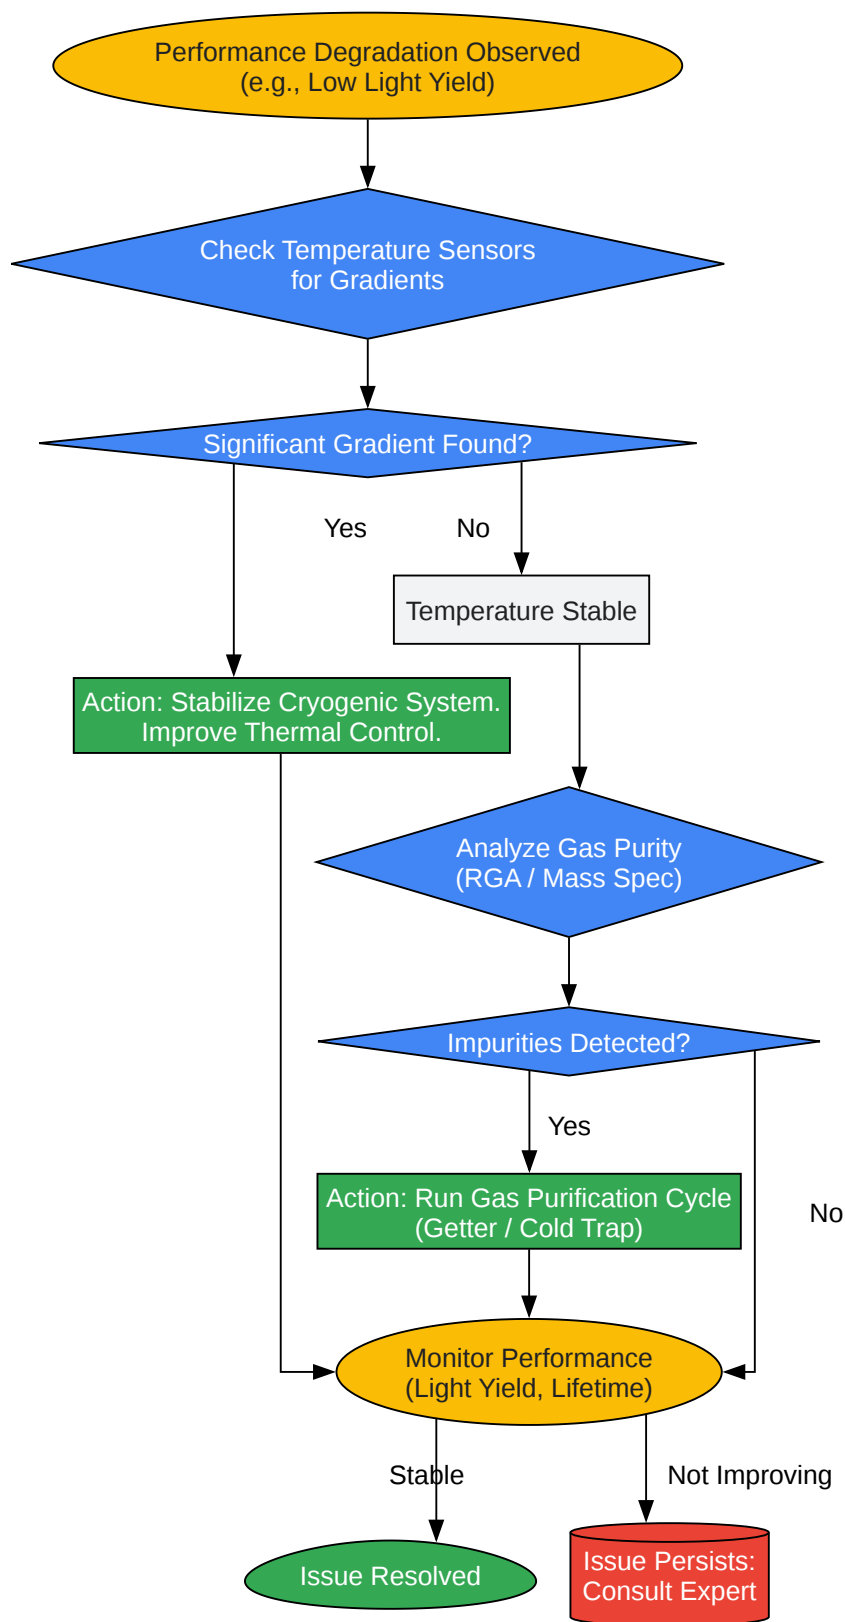 Performance Degradation Observed
(e.g., Low Light Yield)
Check Temperature Sensors
for Gradients
Significant Gradient Found?
Yes
No
Temperature Stable
Action: Stabilize Cryogenic System.
Improve Thermal Control.
Analyze Gas Purity
(RGA / Mass Spec)
Impurities Detected?
Yes
Action: Run Gas Purification Cycle
(Getter / Cold Trap)
No
Monitor Performance
(Light Yield, Lifetime)
Stable
Not Improving
Issue Resolved
Issue Persists:
Consult Expert